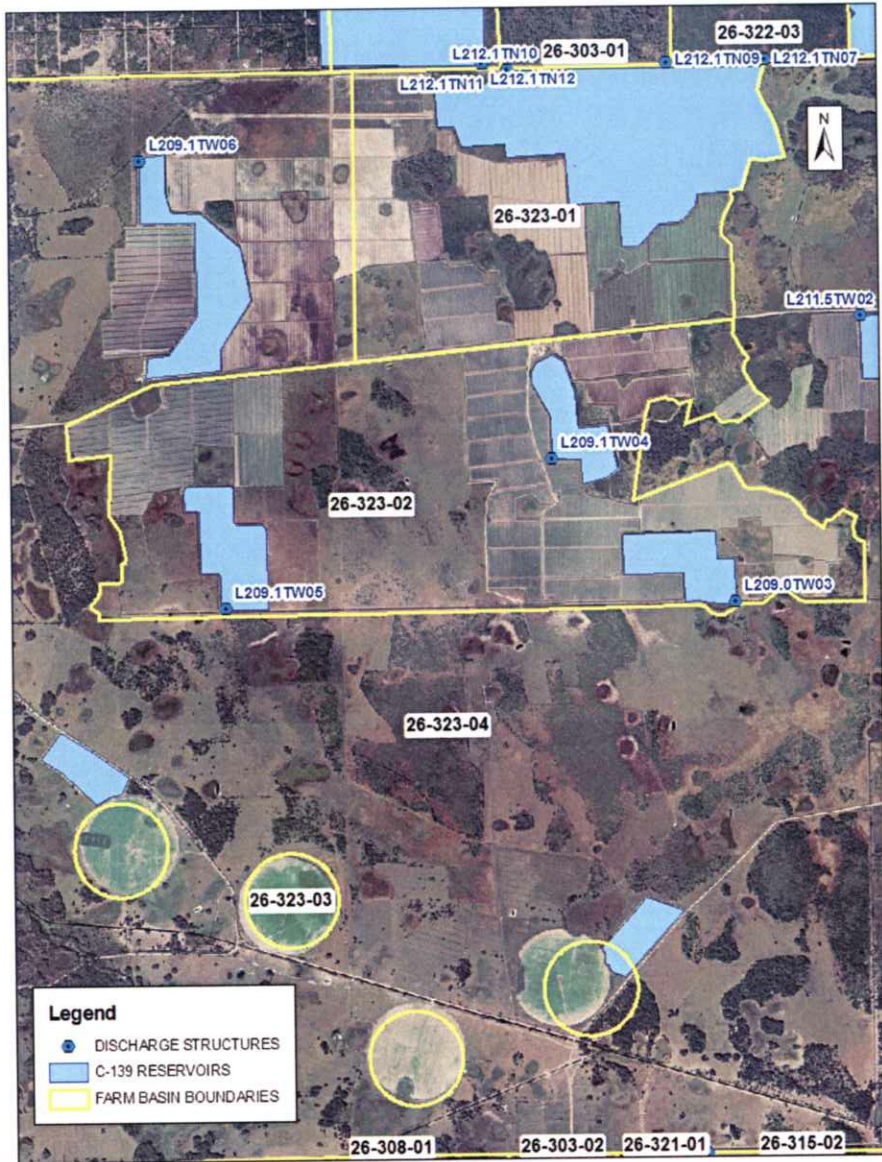 26-322-03
L212.1TN10
26-303-01
L212.1TN09
L212.1TN07
L212.1TN11
L212.1TN12
N
L209.1TW06
26-323-01
L211.5TW02
L209.1TW04
26-323-02
L209.1TW05
L209.0TW03
26-323-04
26-323-03
Legend
DISCHARGE STRUCTURES
C-139 RESERVOIRS
FARM BASIN BOUNDARIES
26-308-01
26-303-02
26-321-01
26-315-02